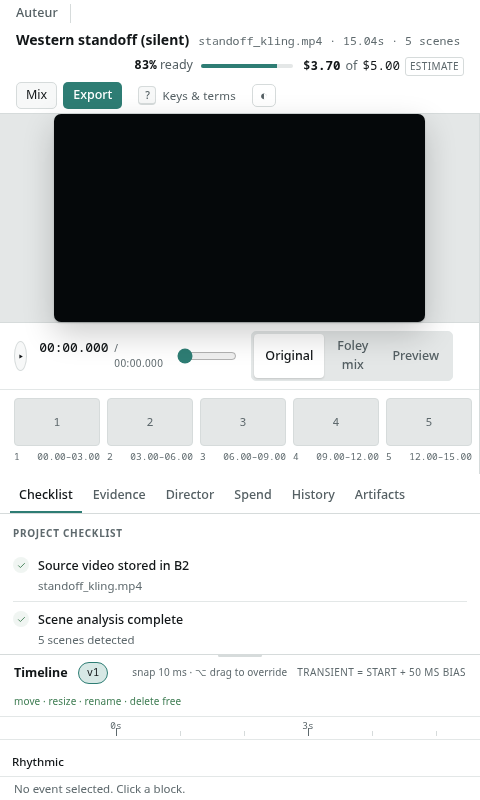 Auteur
Western standoff (silent) standoff_kling.mp4 · 15.04s · 5 scenes
83% ready $3.70 of $5.00 ESTIMATE
Mix Export ? Keys & terms
00:00.000 / 00:00.000
Original Foley mix Preview
1 2 3 4 5
1 00.00–03.00 2 03.00–06.00 3 06.00–09.00 4 09.00–12.00 5 12.00–15.00
Checklist Evidence Director Spend History Artifacts
PROJECT CHECKLIST
Source video stored in B2
standoff_kling.mp4
Scene analysis complete
5 scenes detected
Timeline v1 snap 10 ms · ⌥ drag to override TRANSIENT = START + 50 MS BIAS
move · resize · rename · delete free
0s 3s
Rhythmic
No event selected. Click a block.